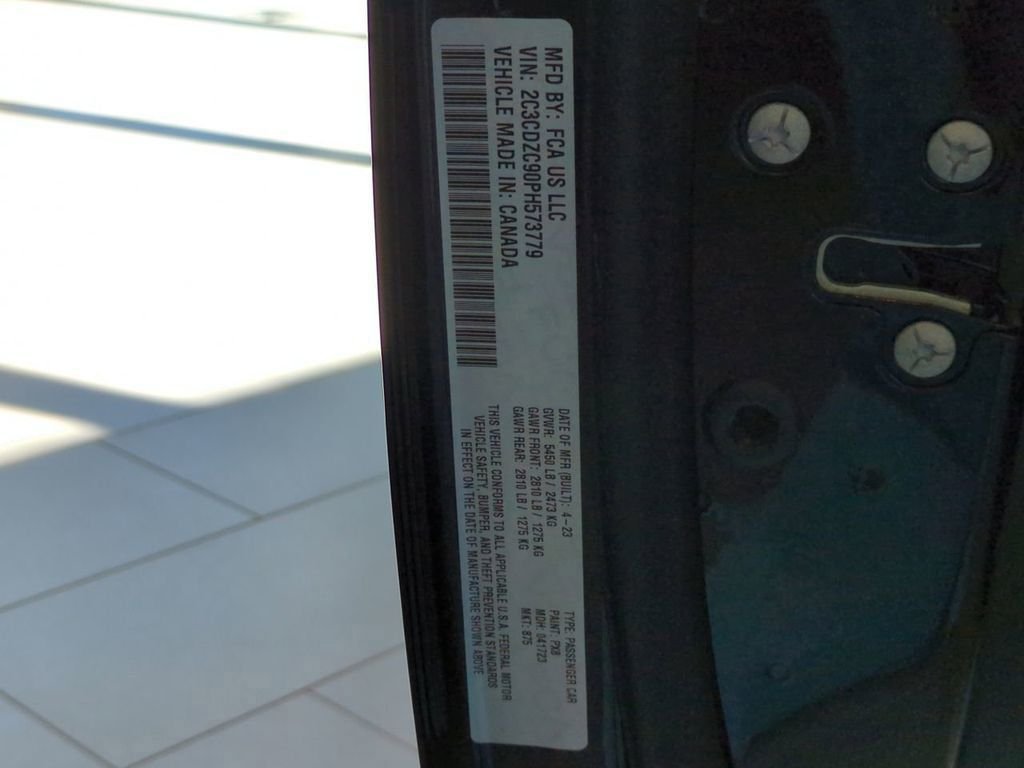 MFD BY: FCA US LLC
VIN: 2C3CDZC90PH573779
VEHICLE MADE IN: CANADA
DATE OF MFR (BUILT): 4-23
GVWR: 5450 LB / 2473 KG
GAWR FRONT: 2810 LB / 1275 KG
GAWR REAR: 2810 LB / 1275 KG
THIS VEHICLE CONFORMS TO ALL APPLICABLE U.S.A. FEDERAL MOTOR
VEHICLE SAFETY, BUMPER, AND THEFT PREVENTION STANDARDS
IN EFFECT ON THE DATE OF MANUFACTURE SHOWN ABOVE
TYPE: PASSENGER CAR
PAINT: PX8
MDH: 041723
MKT: 875